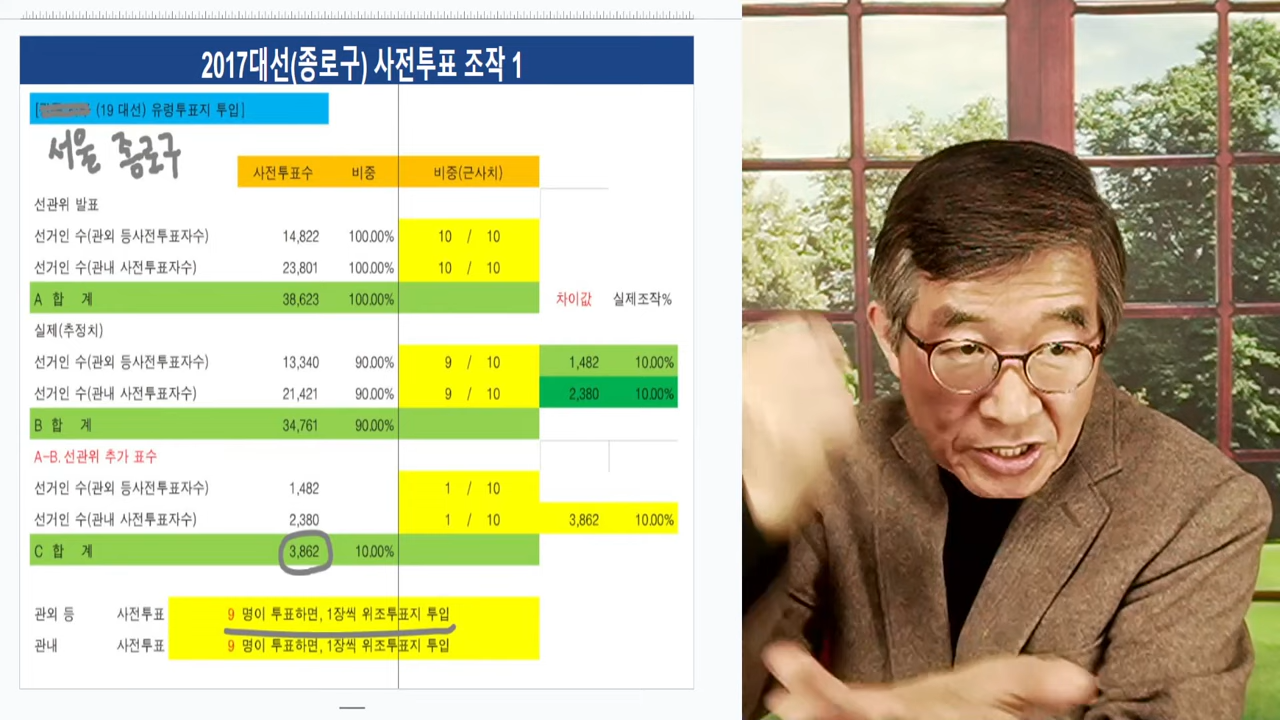 2017대선(종로구) 사전투표 조작 1
(19 대선) 유령투표지 투입]
서울 종로구
사전투표수 비중 비중(근사치)
선관위 발표
선거인 수(관외 등사전투표자수) 14,822 100.00% 10 / 10
선거인 수(관내 사전투표자수) 23,801 100.00% 10 / 10
A 합 계 38,623 100.00% 차이값 실제조작%
실제(추정치)
선거인 수(관외 등사전투표자수) 13,340 90.00% 9 / 10 1,482 10.00%
선거인 수(관내 사전투표자수) 21,421 90.00% 9 / 10 2,380 10.00%
B 합 계 34,761 90.00%
A-B. 선관위 추가 표수
선거인 수(관외 등사전투표자수) 1,482 1 / 10
선거인 수(관내 사전투표자수) 2,380 1 / 10 3,862 10.00%
C 합 계 3,862 10.00%
관외 등 사전투표 9 명이 투표하면, 1장씩 위조투표지 투입
관내 사전투표 9 명이 투표하면, 1장씩 위조투표지 투입